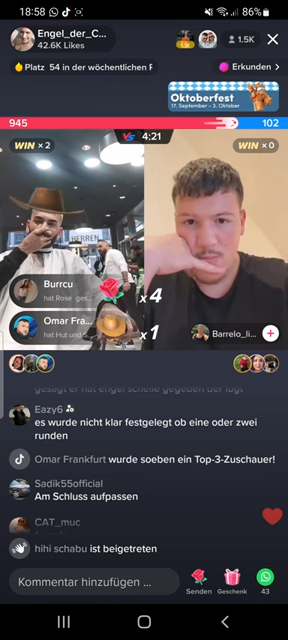 18:58
86%
Engel_der_C...
42.6K Likes
1.5K
Platz 54 in der wöchentlichen F
Erkunden >
Oktoberfest
17. September - 3. Oktober
945
VS 4:21
102
WIN × 2
WIN × 0
HERREN
Burrcu
hat Rose ges...
x 4
Omar Fra...
hat Hut und S
x 1
Barrelo_li...
gesagt er hat engel schelle gegeben der lügt
Eazy6
es wurde nicht klar festgelegt ob eine oder zwei
runden
Omar Frankfurt wurde soeben ein Top-3-Zuschauer!
Sadik55official
Am Schluss aufpassen
CAT_muc
hihi schabu ist beigetreten
Kommentar hinzufügen ...
Senden
Geschenk
43